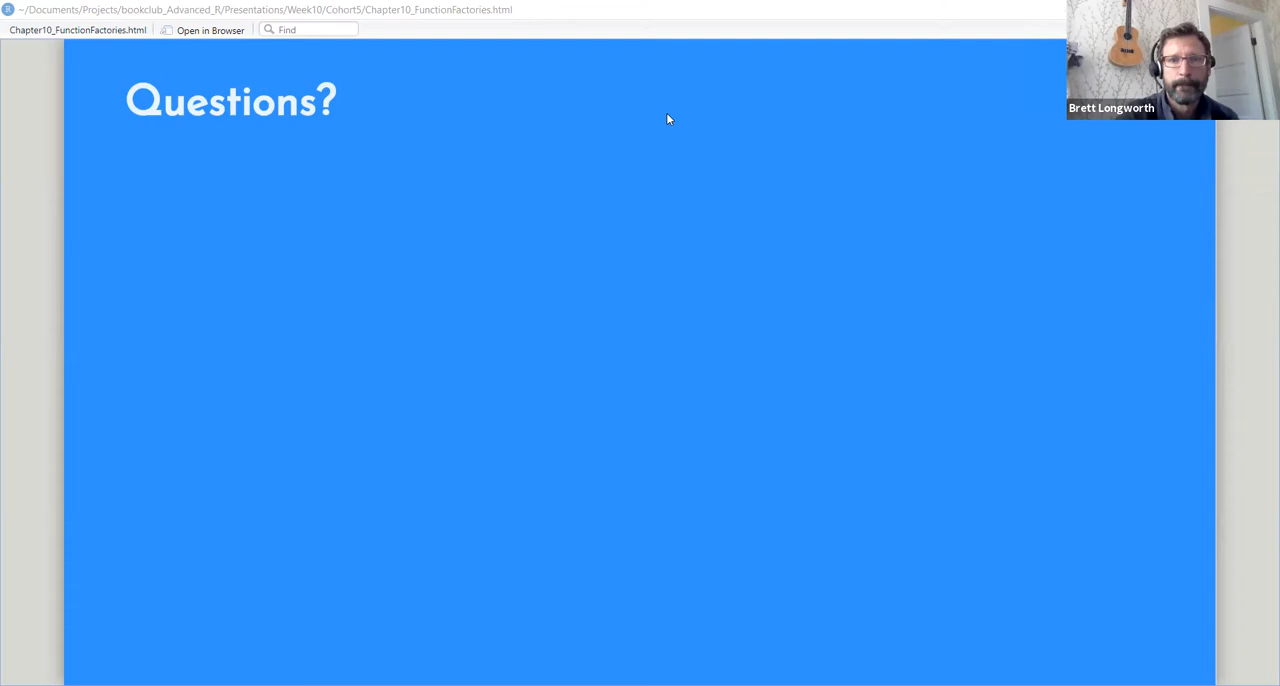 ~/Documents/Projects/bookclub_Advanced_R/Presentations/Week10/Cohort5/Chapter10_FunctionFactories.html
Chapter10_FunctionFactories.html
Open in Browser
Find
Questions?
Brett Longworth